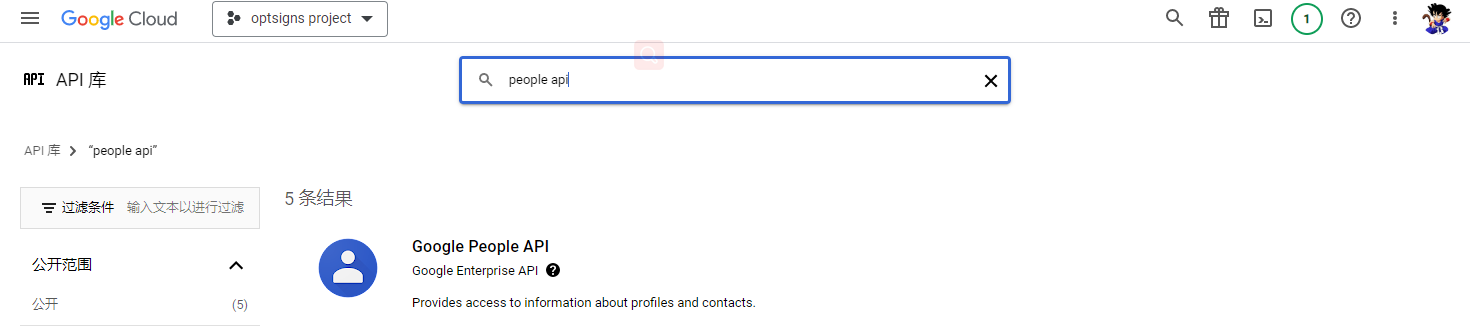 Google Cloud
optsigns project
1
API API 库
people api
API 库 > “people api”
过滤条件 输入文本以进行过滤
5 条结果
Google People API
公开范围
Google Enterprise API
公开 (5)
Provides access to information about profiles and contacts.